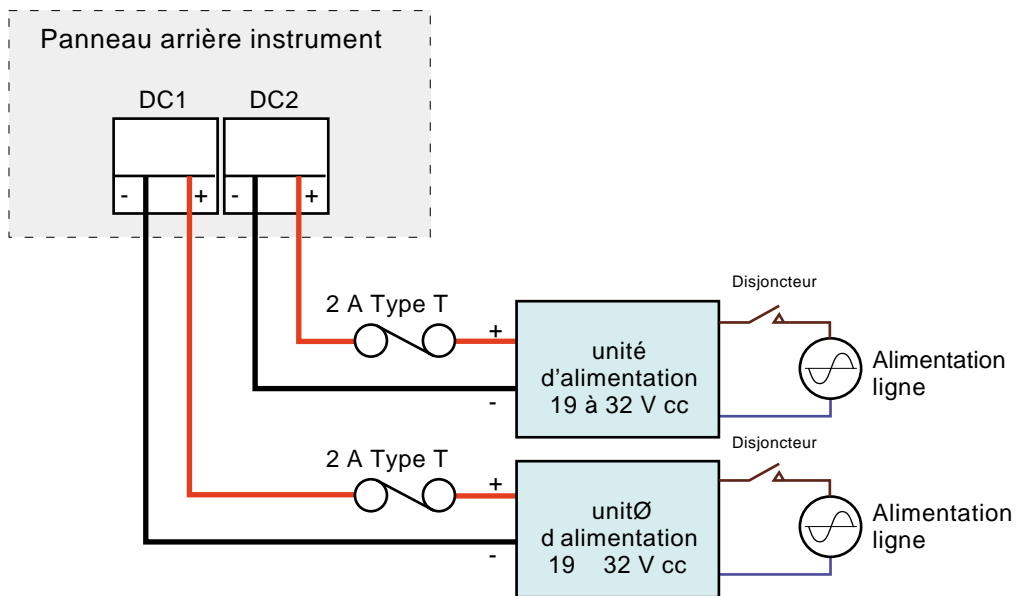 Panneau arrière instrument
DC1 DC2
- + - +
2 A Type T
+
-
unité
d'alimentation
19 à 32 V cc
Disjoncteur
Alimentation
ligne
2 A Type T
+
-
unitØ
d alimentation
19 32 V cc
Disjoncteur
Alimentation
ligne